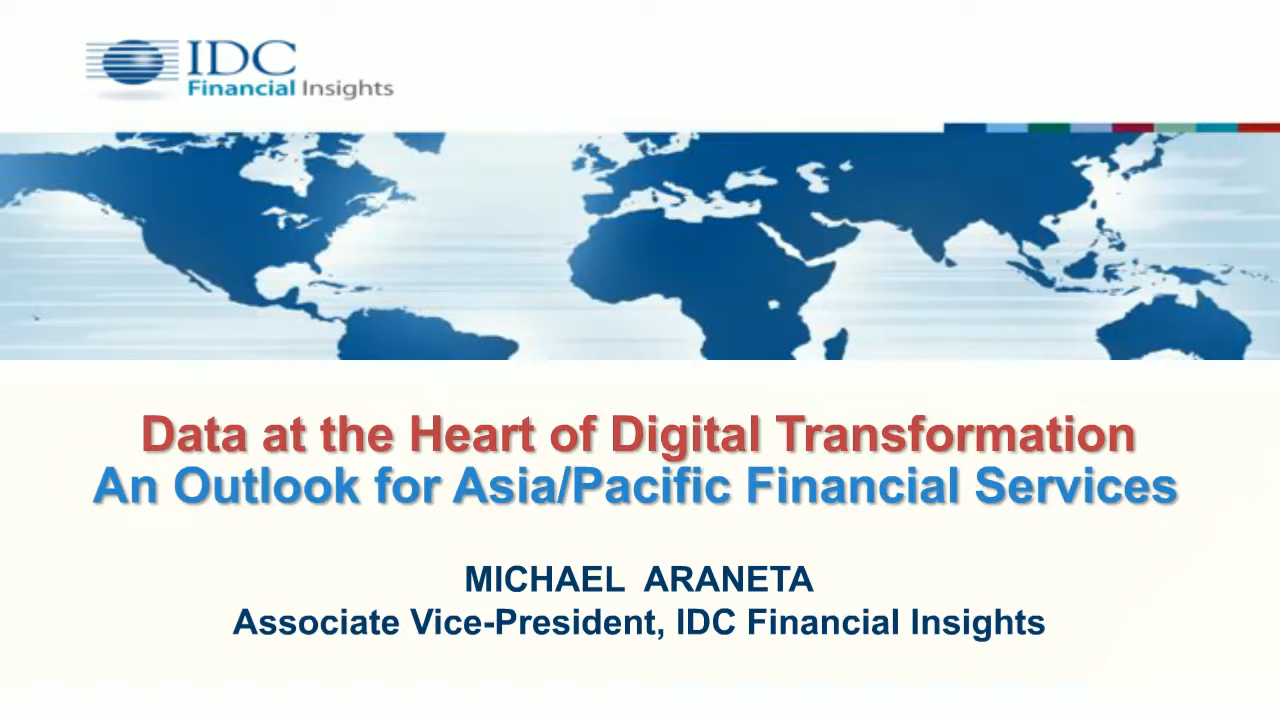 IDC
Financial Insights
Data at the Heart of Digital Transformation
An Outlook for Asia/Pacific Financial Services
MICHAEL ARANETA
Associate Vice-President, IDC Financial Insights